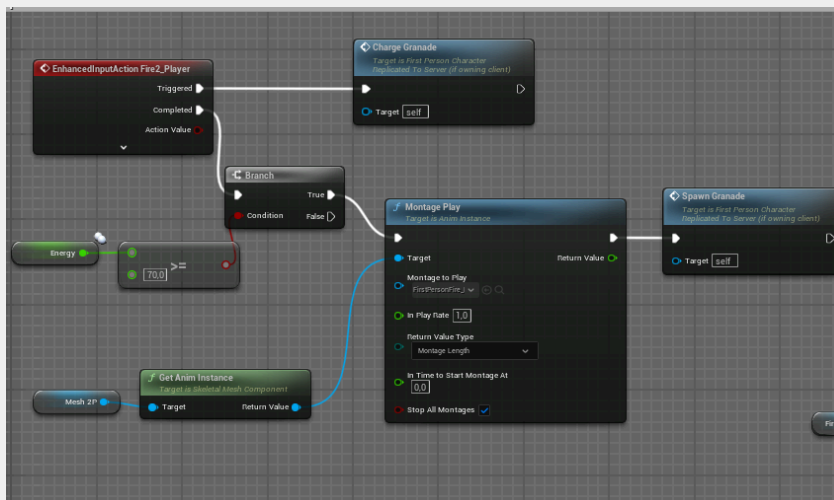 Charge Granade
Target is First Person Character
Replicated To Server (if owning client)
Target
self
EnhancedInputAction Fire2_Player
Triggered
Completed
Action Value
Branch
True
Condition
False
Energy
70,0
>=
Montage Play
Target is Anim Instance
Target
Return Value
Montage to Play
In Play Rate
1,0
Return Value Type
Montage Length
In Time to Start Montage At
0,0
Stop All Montages
Spawn Granade
Target is First Person Character
Replicated To Server (if owning client)
Target
self
Mesh 2P
Get Anim Instance
Target is Skeletal Mesh Component
Target
Return Value